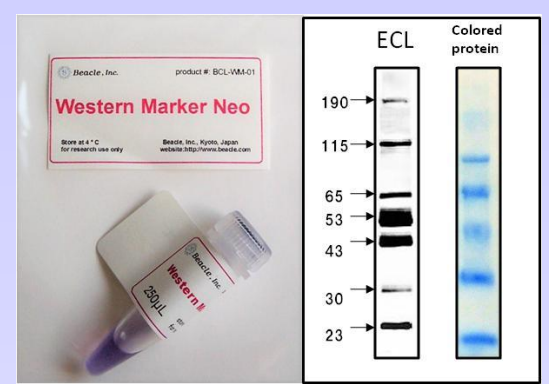 Beacle, Inc.
product #: BCL-WM-01
Western Marker Neo
Store at 4 °C
for research use only
Beacle, Inc., Kyoto, Japan
website:http://www.beacle.com
Beacle, Inc.
Western M
250µL
ECL
Colored
protein
190
115
65
53
43
30
23